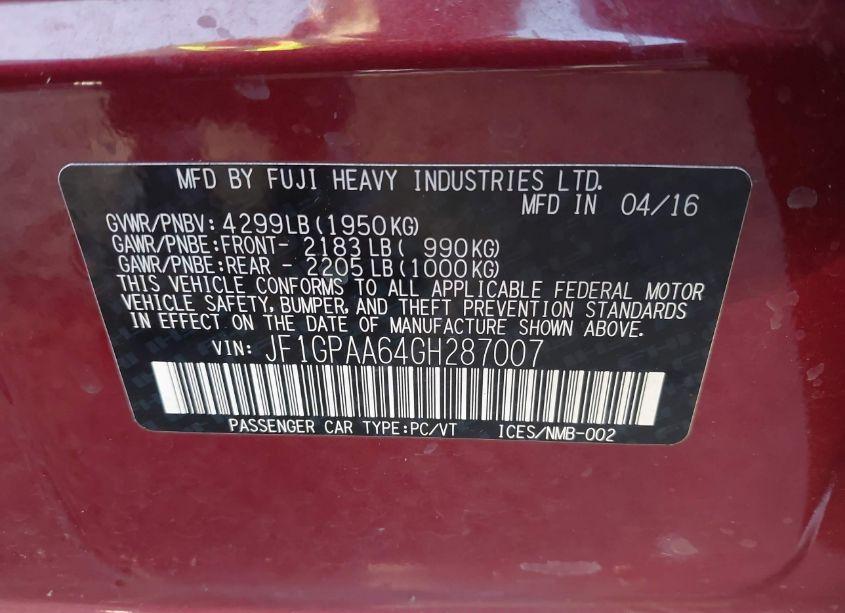 MFD BY FUJI HEAVY INDUSTRIES LTD.
MFD IN 04/16
GVWR/PNBV: 4299LB(1950KG)
GAWR/PNBE:FRONT- 2183LB( 990KG)
GAWR/PNBE:REAR - 2205LB(1000KG)
THIS VEHICLE CONFORMS TO ALL APPLICABLE FEDERAL MOTOR
VEHICLE SAFETY, BUMPER, AND THEFT PREVENTION STANDARDS
IN EFFECT ON THE DATE OF MANUFACTURE SHOWN ABOVE.
VIN: JF1GPAA64GH287007
PASSENGER CAR TYPE:PC/VT ICES/NMB-002